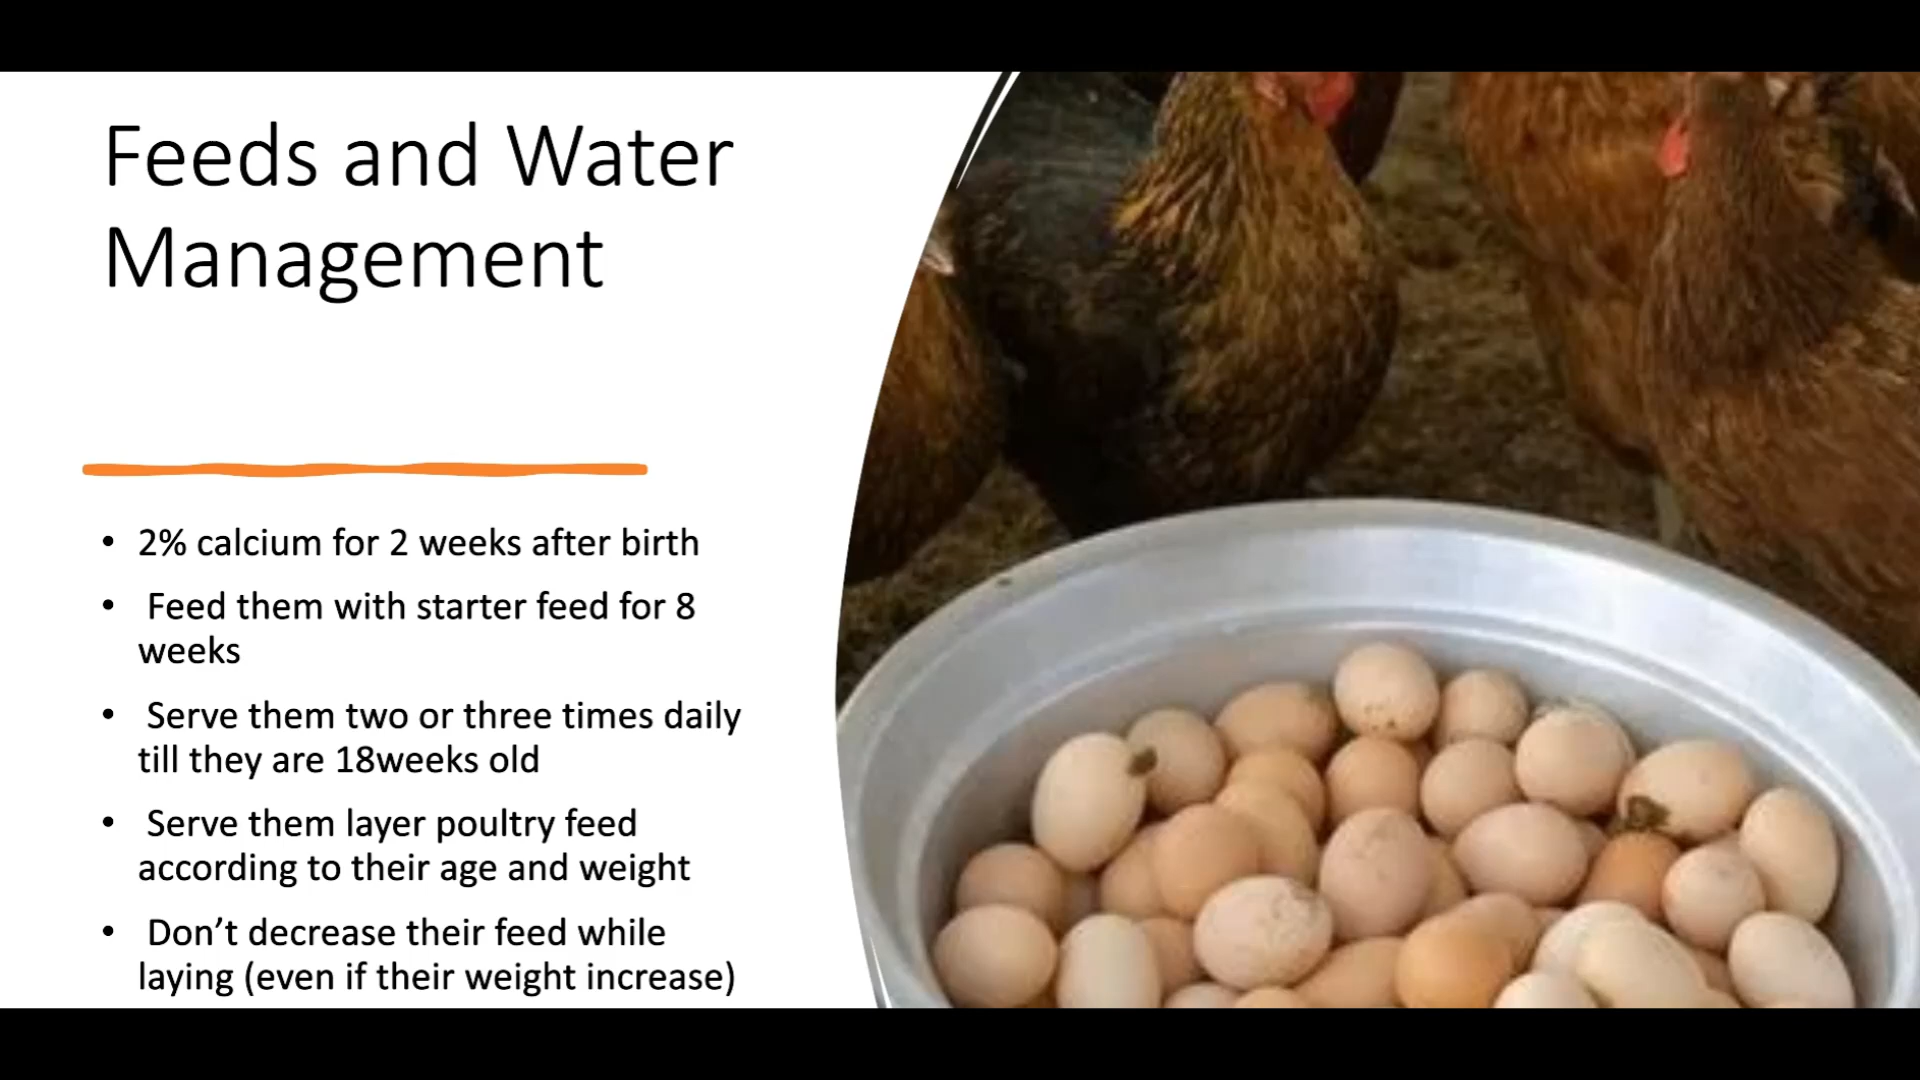 Feeds and Water
Management
• 2% calcium for 2 weeks after birth
• Feed them with starter feed for 8
weeks
• Serve them two or three times daily
till they are 18weeks old
• Serve them layer poultry feed
according to their age and weight
• Don’t decrease their feed while
laying (even if their weight increase)